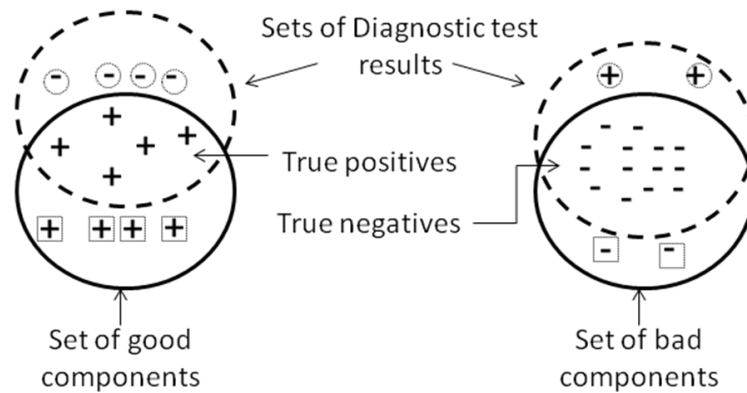 Sets of Diagnostic test
results
True positives
True negatives
Set of good
components
Set of bad
components